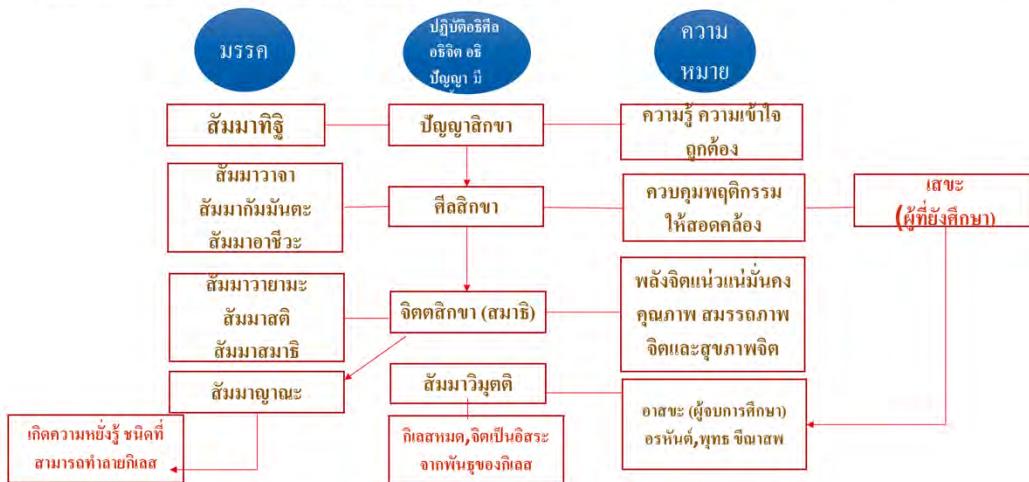 มรรค
ปฏิบัติอธิศีล
อธิจิต อธิ
ปัญญา มี
ความ
หมาย
สัมมาทิฐิ
ปัญญาสิกขา
ความรู้ ความเข้าใจ
ถูกต้อง
สัมมาวาจา
สัมมากัมมันตะ
สัมมาอาชีวะ
ศีลสิกขา
ควบคุมพฤติกรรม
ให้สอดคล้อง
เสขะ
(ผู้ที่ยังศึกษา)
สัมมาวายามะ
สัมมาสติ
สัมมาสมาธิ
จิตตสิกขา (สมาธิ)
พลังจิตแน่วแน่มั่นคง
คุณภาพ สมรรถภาพ
จิตและสุขภาพจิต
สัมมาญาณะ
สัมมาวิมุตติ
อาสขะ (ผู้จบการศึกษา)
อรหันต์,พุทธ ขีณาสพ
เกิดความหยั่งรู้ ชนิดที่
สามารถทำลายกิเลส
กิเลสหมด,จิตเป็นอิสระ
จากพันธุของกิเลส